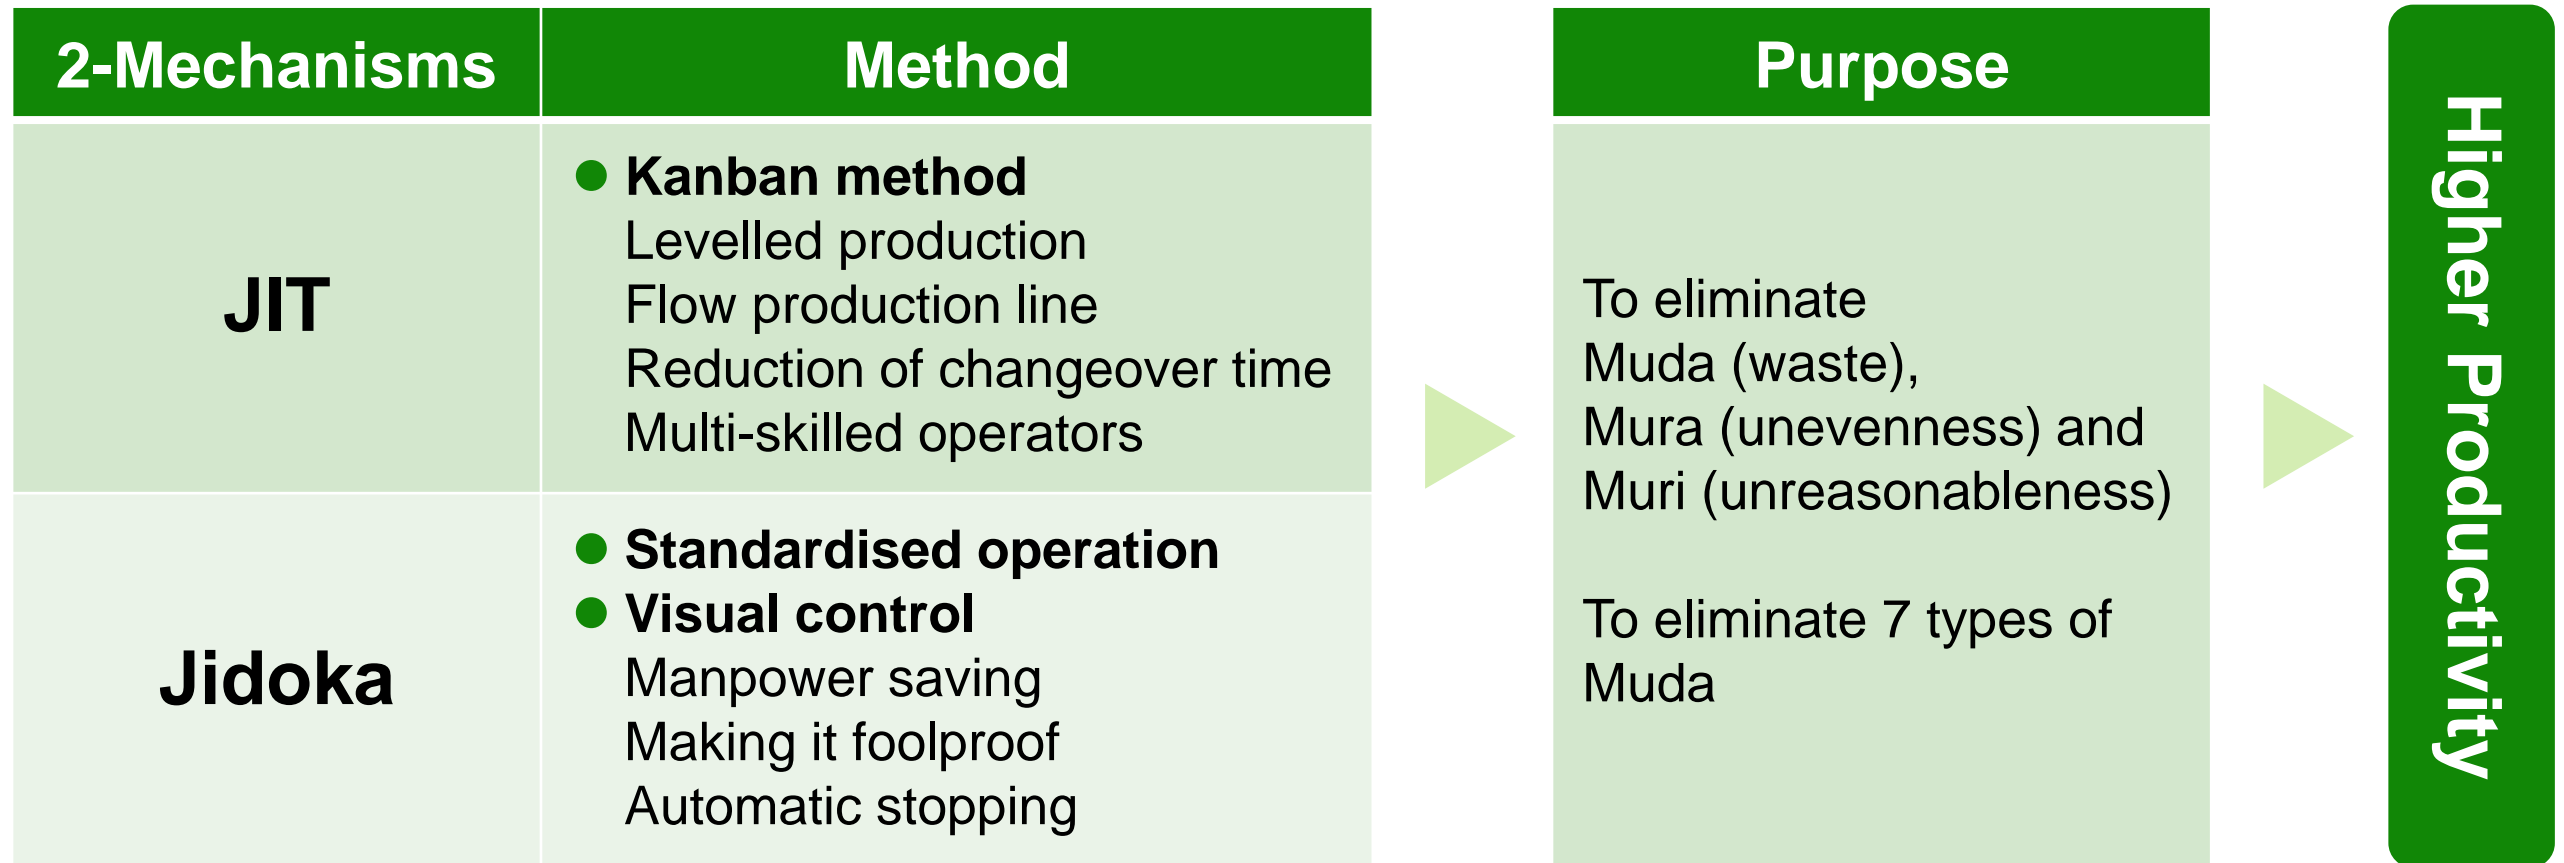 2-Mechanisms
Method
Purpose
JIT
Kanban method
Levelled production
Flow production line
Reduction of changeover time
Multi-skilled operators
Jidoka
Standardised operation
Visual control
Manpower saving
Making it foolproof
Automatic stopping
To eliminate
Muda (waste),
Mura (unevenness) and
Muri (unreasonableness)
To eliminate 7 types of
Muda
Higher Productivity